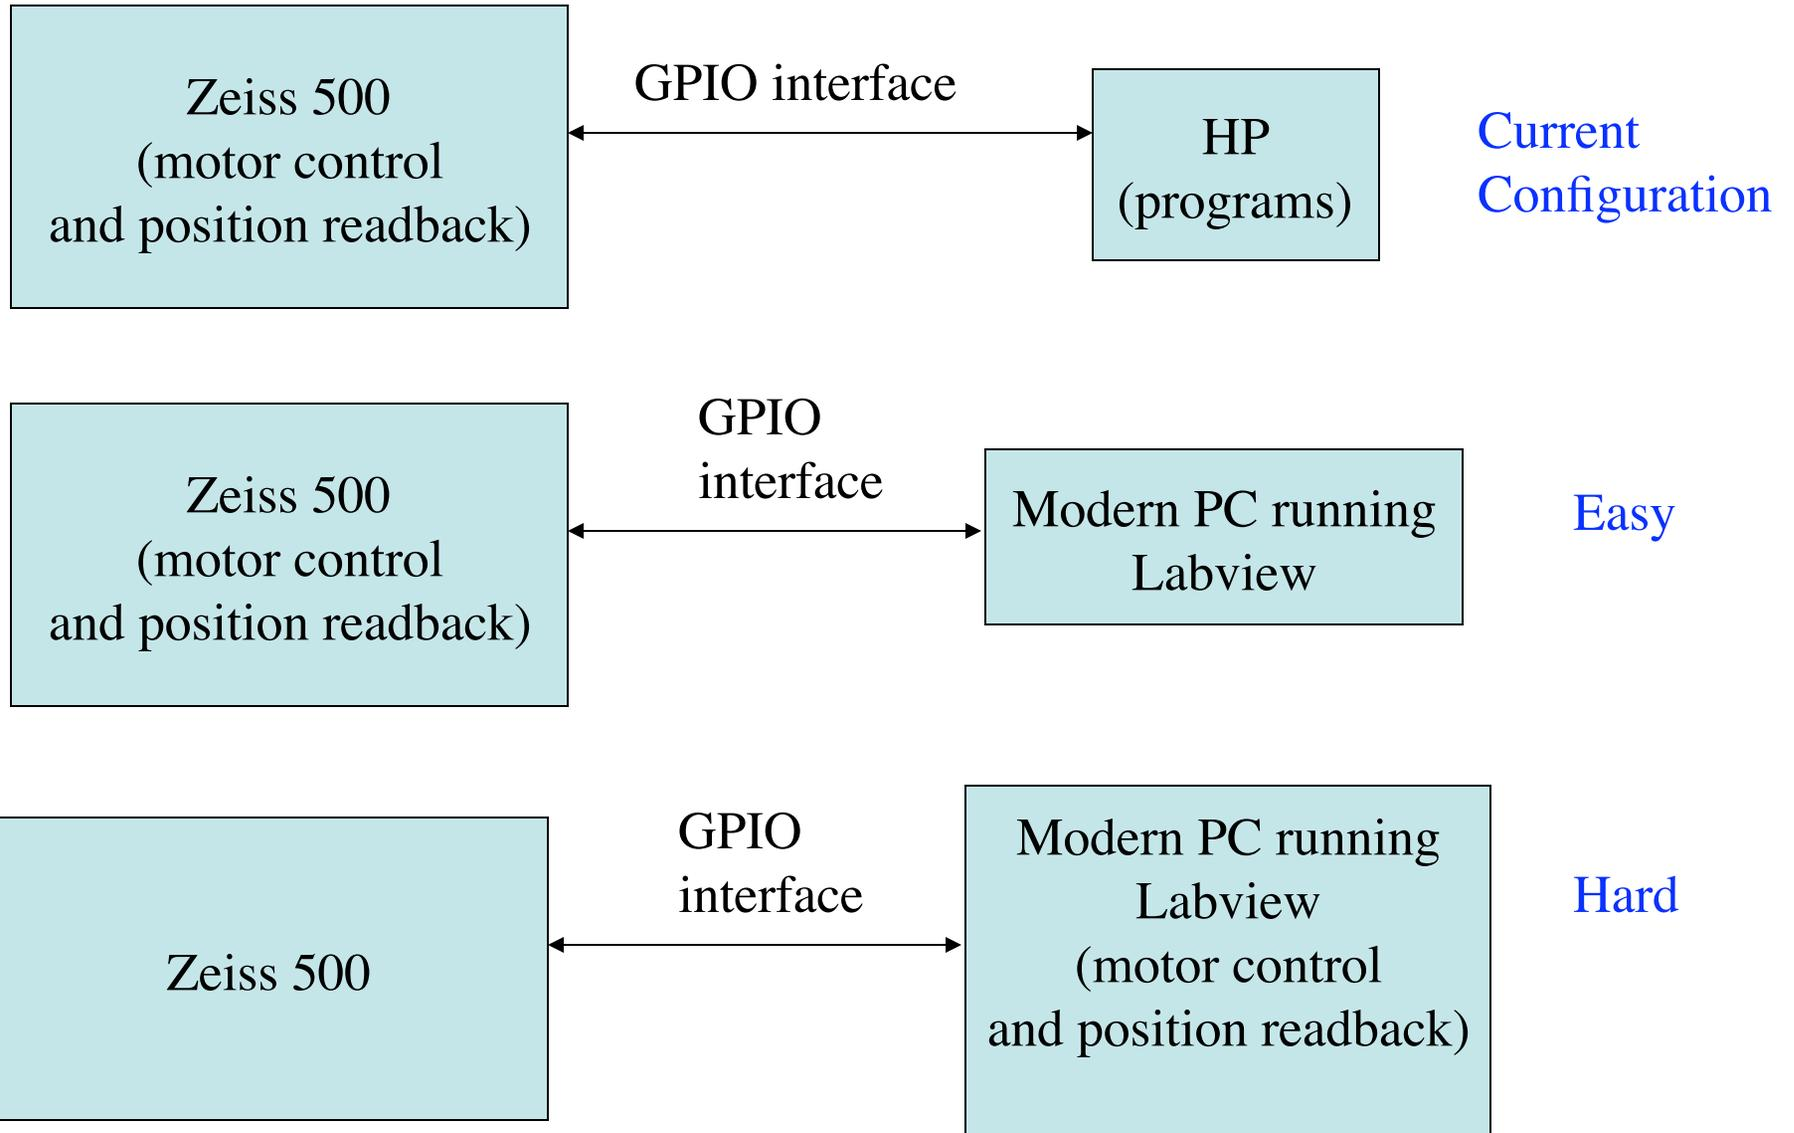 Zeiss 500
(motor control
and position readback)
GPIO interface
HP
(programs)
Current
Configuration
Zeiss 500
(motor control
and position readback)
GPIO
interface
Modern PC running
Labview
Easy
Zeiss 500
GPIO
interface
Modern PC running
Labview
(motor control
and position readback)
Hard